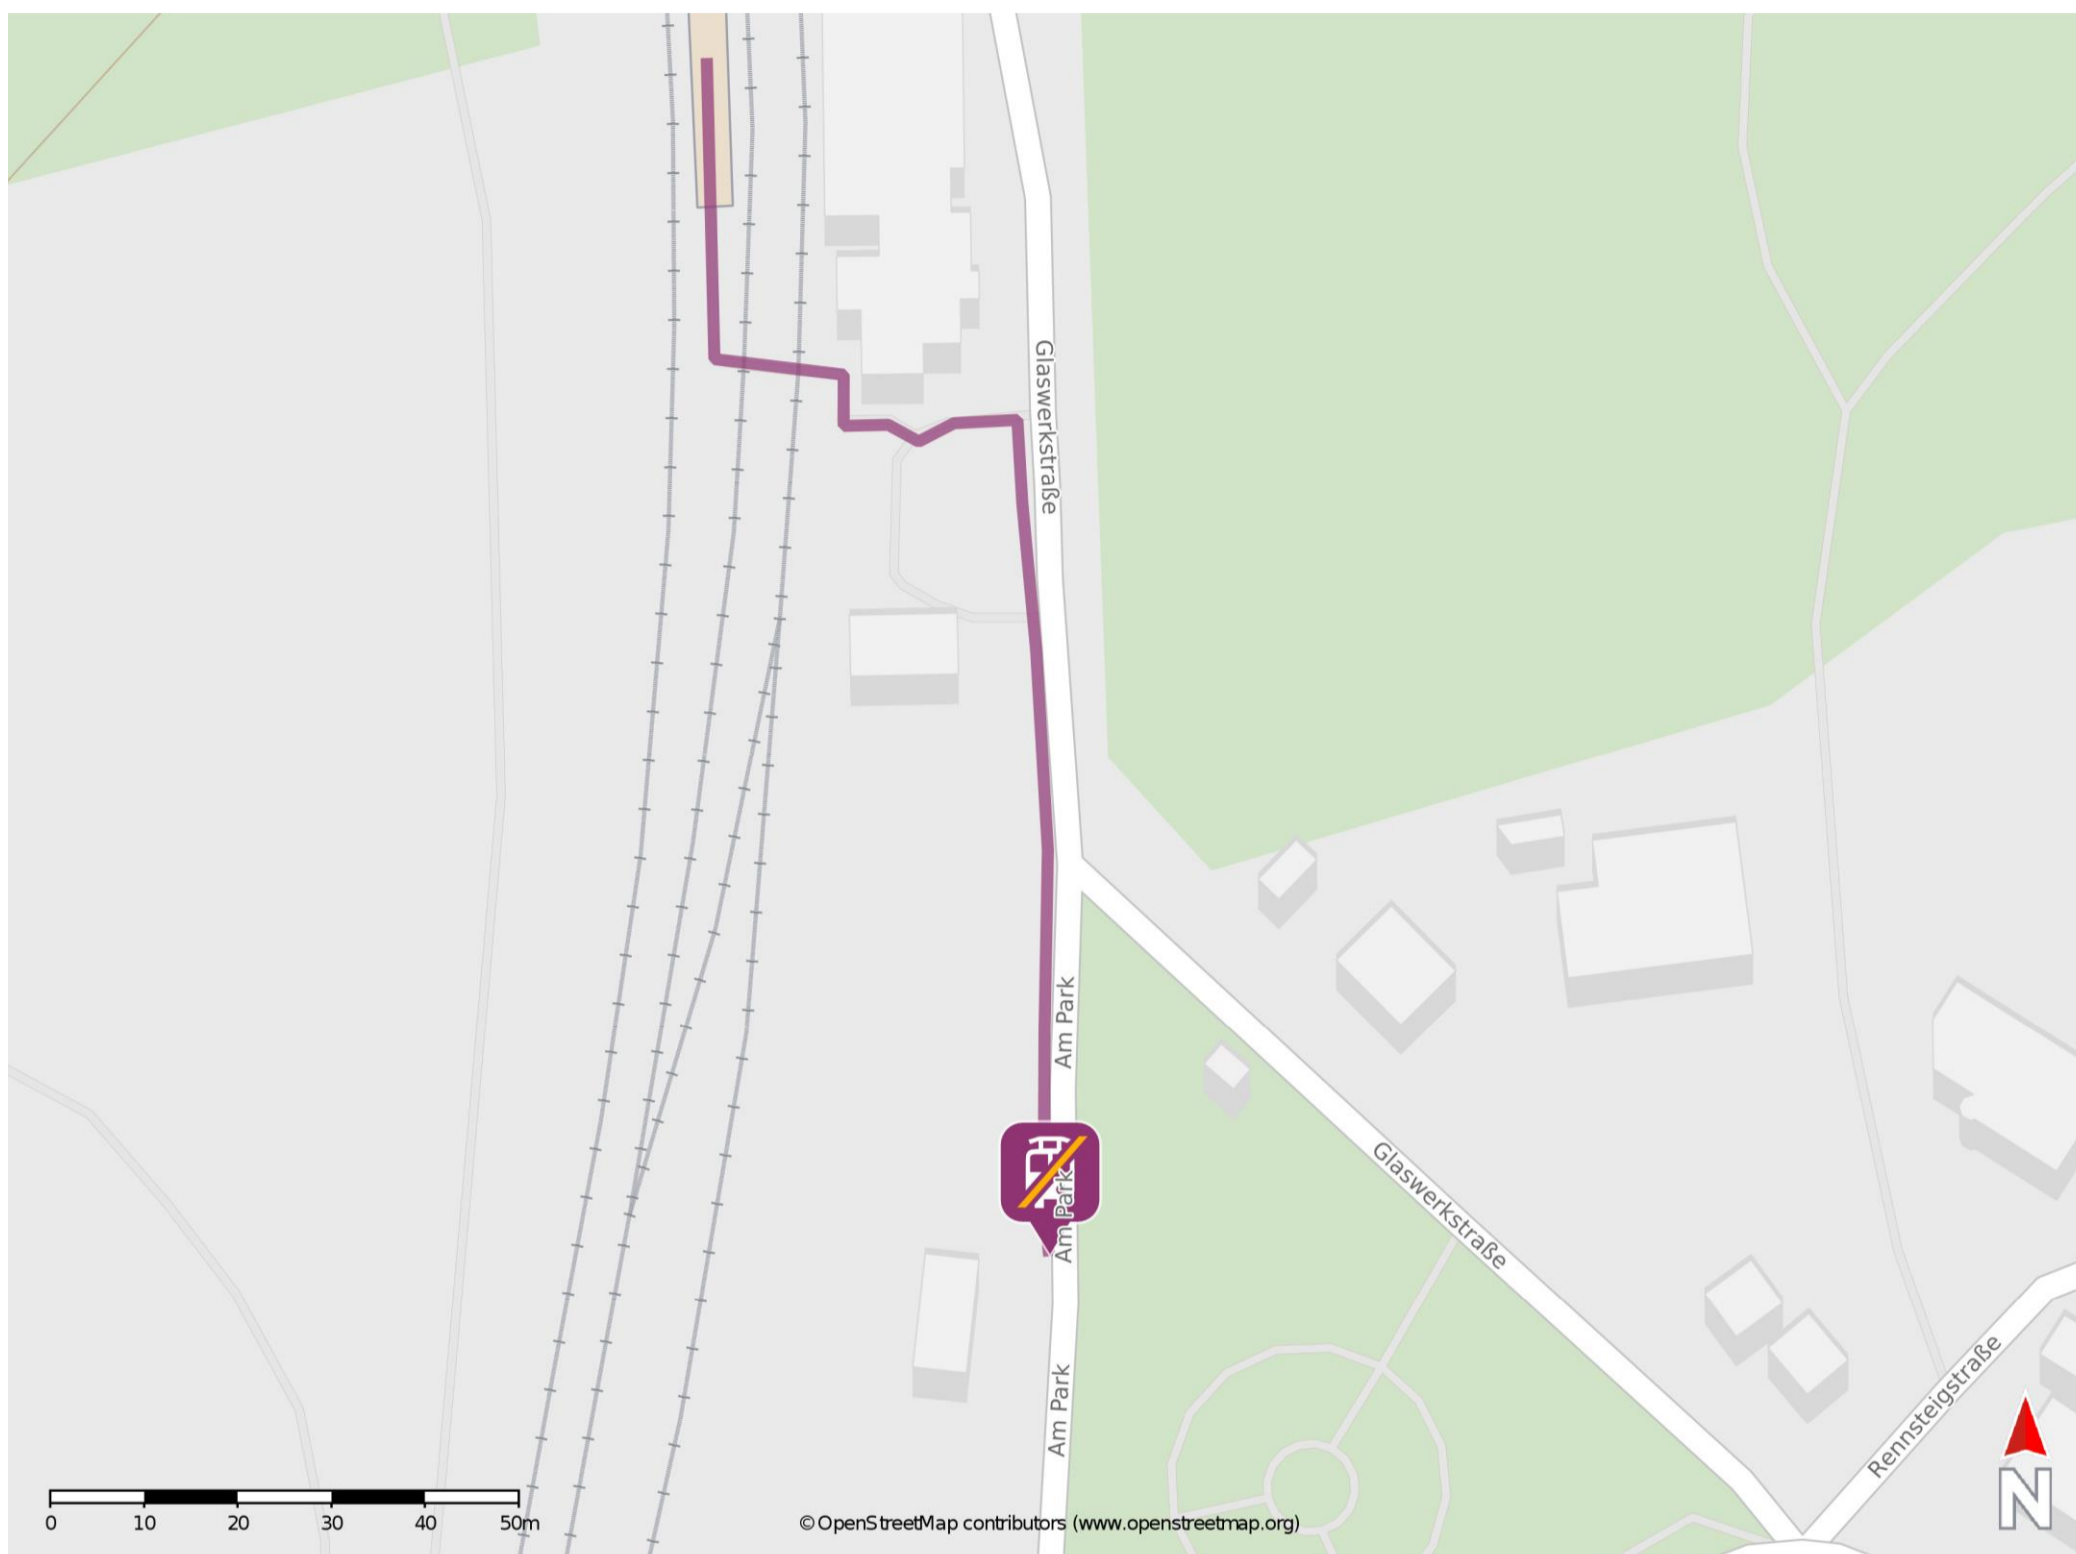 Glaswerkstraße
Am Park
Am Park
Glaswerkstraße
Am Park
Rennsteigstraße
N
0 10 20 30 40 50m
© OpenStreetMap contributors (www.openstreetmap.org)